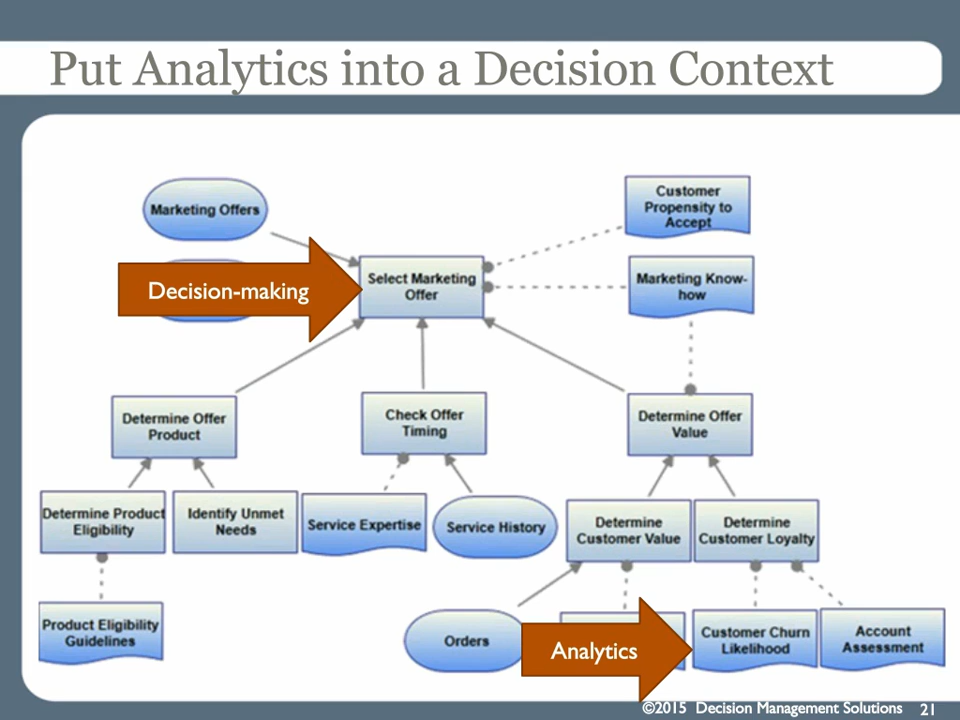 Put Analytics into a Decision Context
Marketing Offers
Customer
Propensity to
Accept
Decision-making
Select Marketing
Offer
Marketing Know-
how
Determine Offer
Product
Check Offer
Timing
Determine Offer
Value
Determine Product
Eligibility
Identify Unmet
Needs
Service Expertise
Service History
Determine
Customer Value
Determine
Customer Loyalty
Product Eligibility
Guidelines
Orders
Analytics
Customer Churn
Likelihood
Account
Assessment
©2015 Decision Management Solutions 21